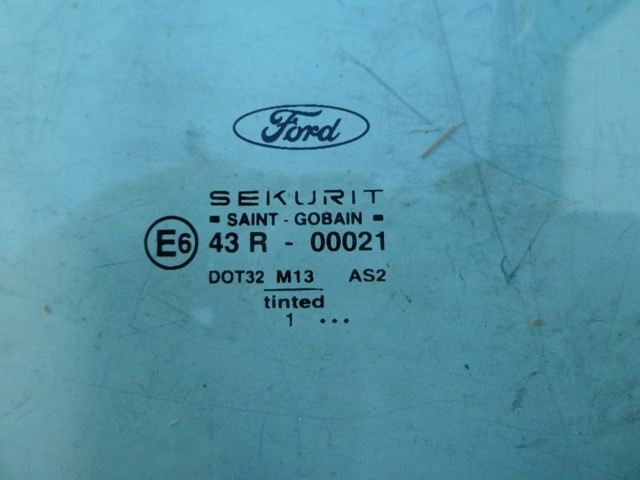 Ford
SEKURIT
SAINT - GOBAIN
E6 43 R - 00021
DOT32 M13 AS2
tinted
1 ...